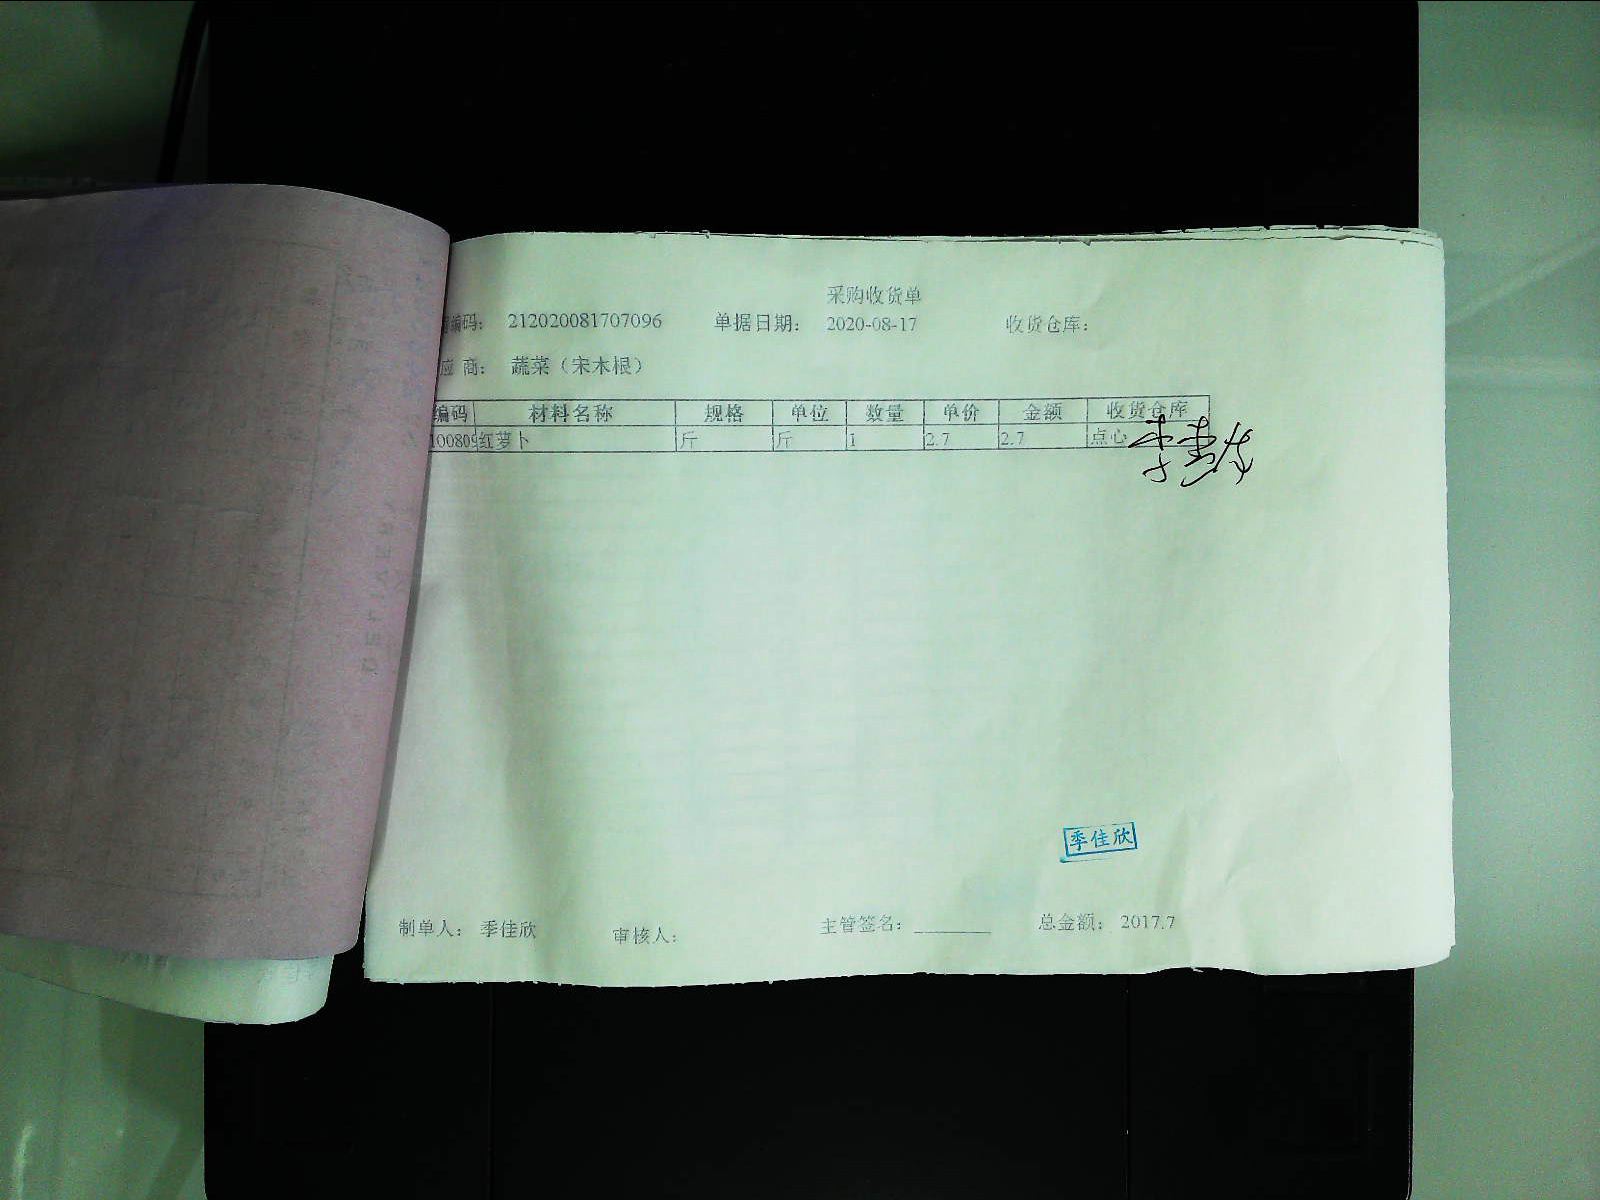 采购收货单
编码： 212020081707096 单据日期： 2020-08-17 收货仓库：
应 商： 蔬菜（宋木根）
编码 材料名称 规格 单位 数量 单价 金额 收货仓库
100809 红萝卜 斤 斤 1 2.7 2.7 点心
季佳欣
制单人： 季佳欣 审核人： 主管签名： 总金额： 2017.7